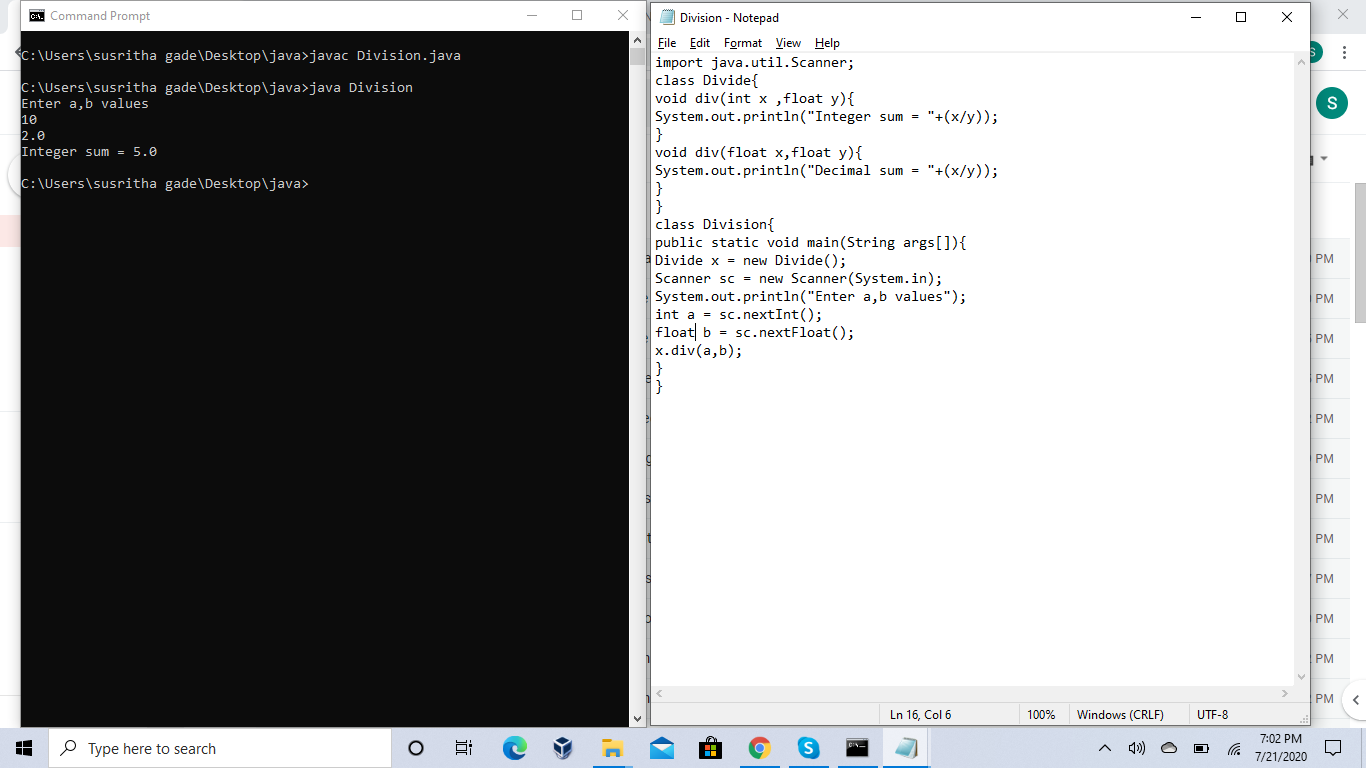 Command Prompt
C:\Users\susritha gade\Desktop\java>javac Division.java
C:\Users\susritha gade\Desktop\java>java Division
Enter a,b values
10
2.0
Integer sum = 5.0
C:\Users\susritha gade\Desktop\java>
Division - Notepad
File Edit Format View Help
import java.util.Scanner;
class Divide{
void div(int x ,float y){
System.out.println("Integer sum = "+(x/y));
}
void div(float x,float y){
System.out.println("Decimal sum = "+(x/y));
}
}
class Division{
public static void main(String args[]){
Divide x = new Divide();
Scanner sc = new Scanner(System.in);
System.out.println("Enter a,b values");
int a = sc.nextInt();
float b = sc.nextFloat();
x.div(a,b);
}
}
Ln 16, Col 6 100% Windows (CRLF) UTF-8
S
S
PM
PM
PM
PM
PM
PM
PM
PM
PM
PM
PM
PM
Type here to search
7:02 PM
7/21/2020